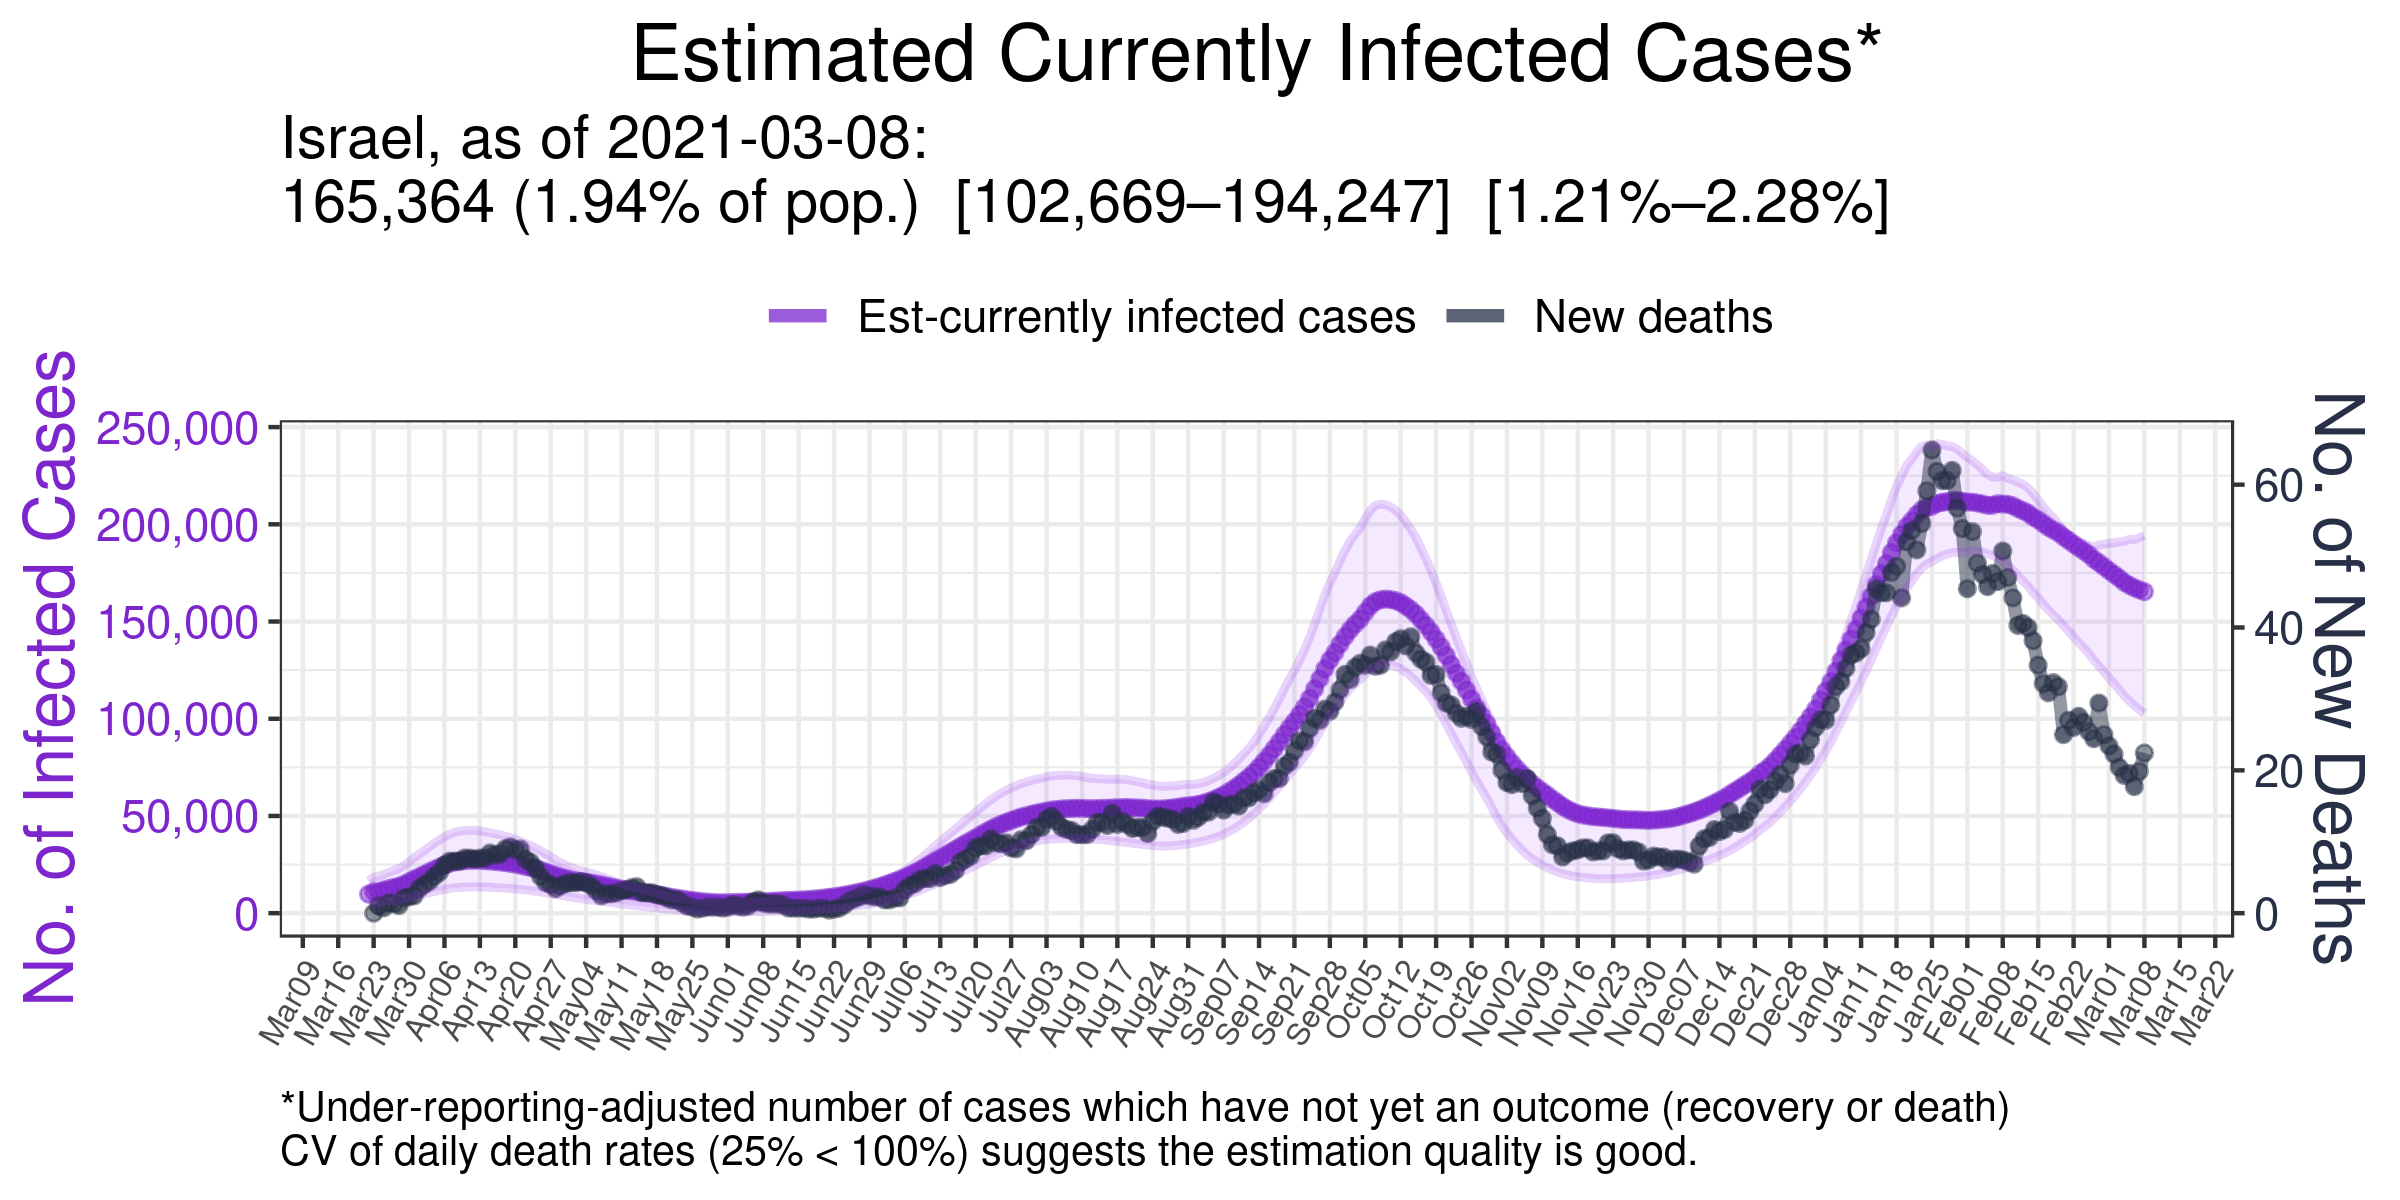 Estimated Currently Infected Cases*
Israel, as of 2021-03-08:
165,364 (1.94% of pop.) [102,669–194,247] [1.21%–2.28%]
Est-currently infected cases New deaths
No. of Infected Cases
250,000
200,000
150,000
100,000
50,000
0
60
40
20
0
No. of New Deaths
Mar09 Mar16 Mar23 Mar30 Apr06 Apr13 Apr20 Apr27 May04 May11 May18 May25 Jun01 Jun08 Jun15 Jun22 Jun29 Jul06 Jul13 Jul20 Jul27 Aug03 Aug10 Aug17 Aug24 Aug31 Sep07 Sep14 Sep21 Sep28 Oct05 Oct12 Oct19 Oct26 Nov02 Nov09 Nov16 Nov23 Nov30 Dec07 Dec14 Dec21 Dec28 Jan04 Jan11 Jan18 Jan25 Feb01 Feb08 Feb15 Feb22 Mar01 Mar08 Mar15 Mar22
*Under-reporting-adjusted number of cases which have not yet an outcome (recovery or death)
CV of daily death rates (25% < 100%) suggests the estimation quality is good.